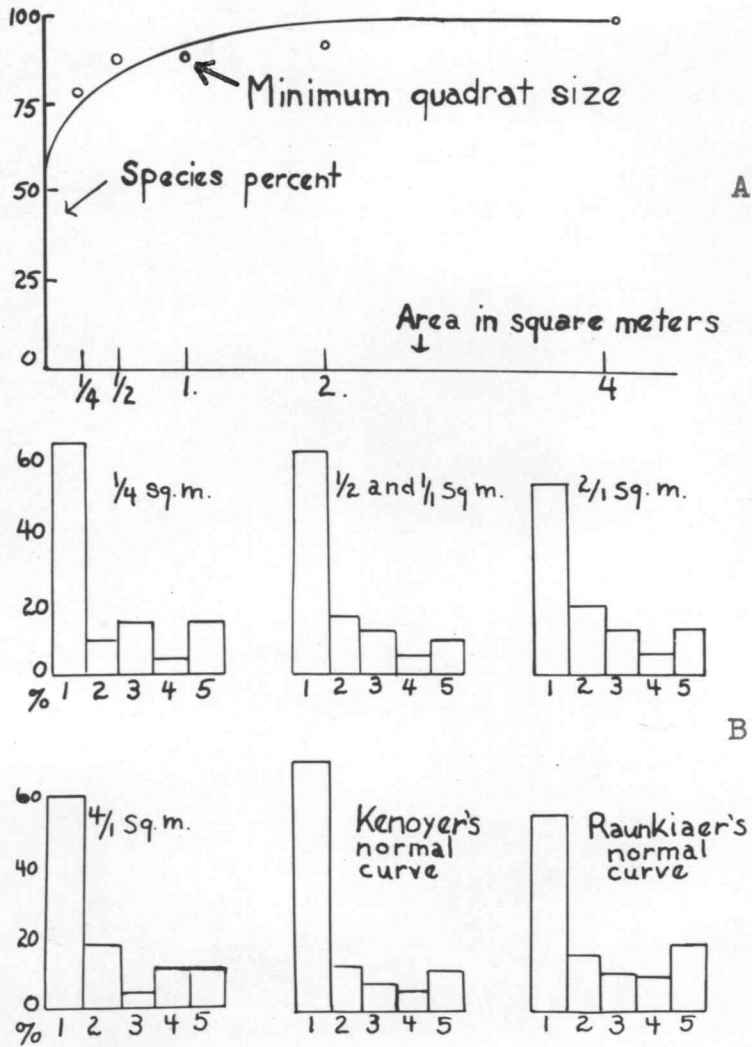 100
Minimum quadrat size
75
Species percent
50
A
25
Area in square meters
0
1/4 1/2 1. 2. 4
60
1/4 sq.m.
1/2 and 1/1 sq m.
2/1 sq.m.
40
20
0
% 1 2 3 4 5
1 2 3 4 5
1 2 3 4 5
B
60
4/1 sq.m.
Kenoyer's
normal
curve
Raunkiaer's
normal
curve
40
20
0
% 1 2 3 4 5
1 2 3 4 5
1 2 3 4 5